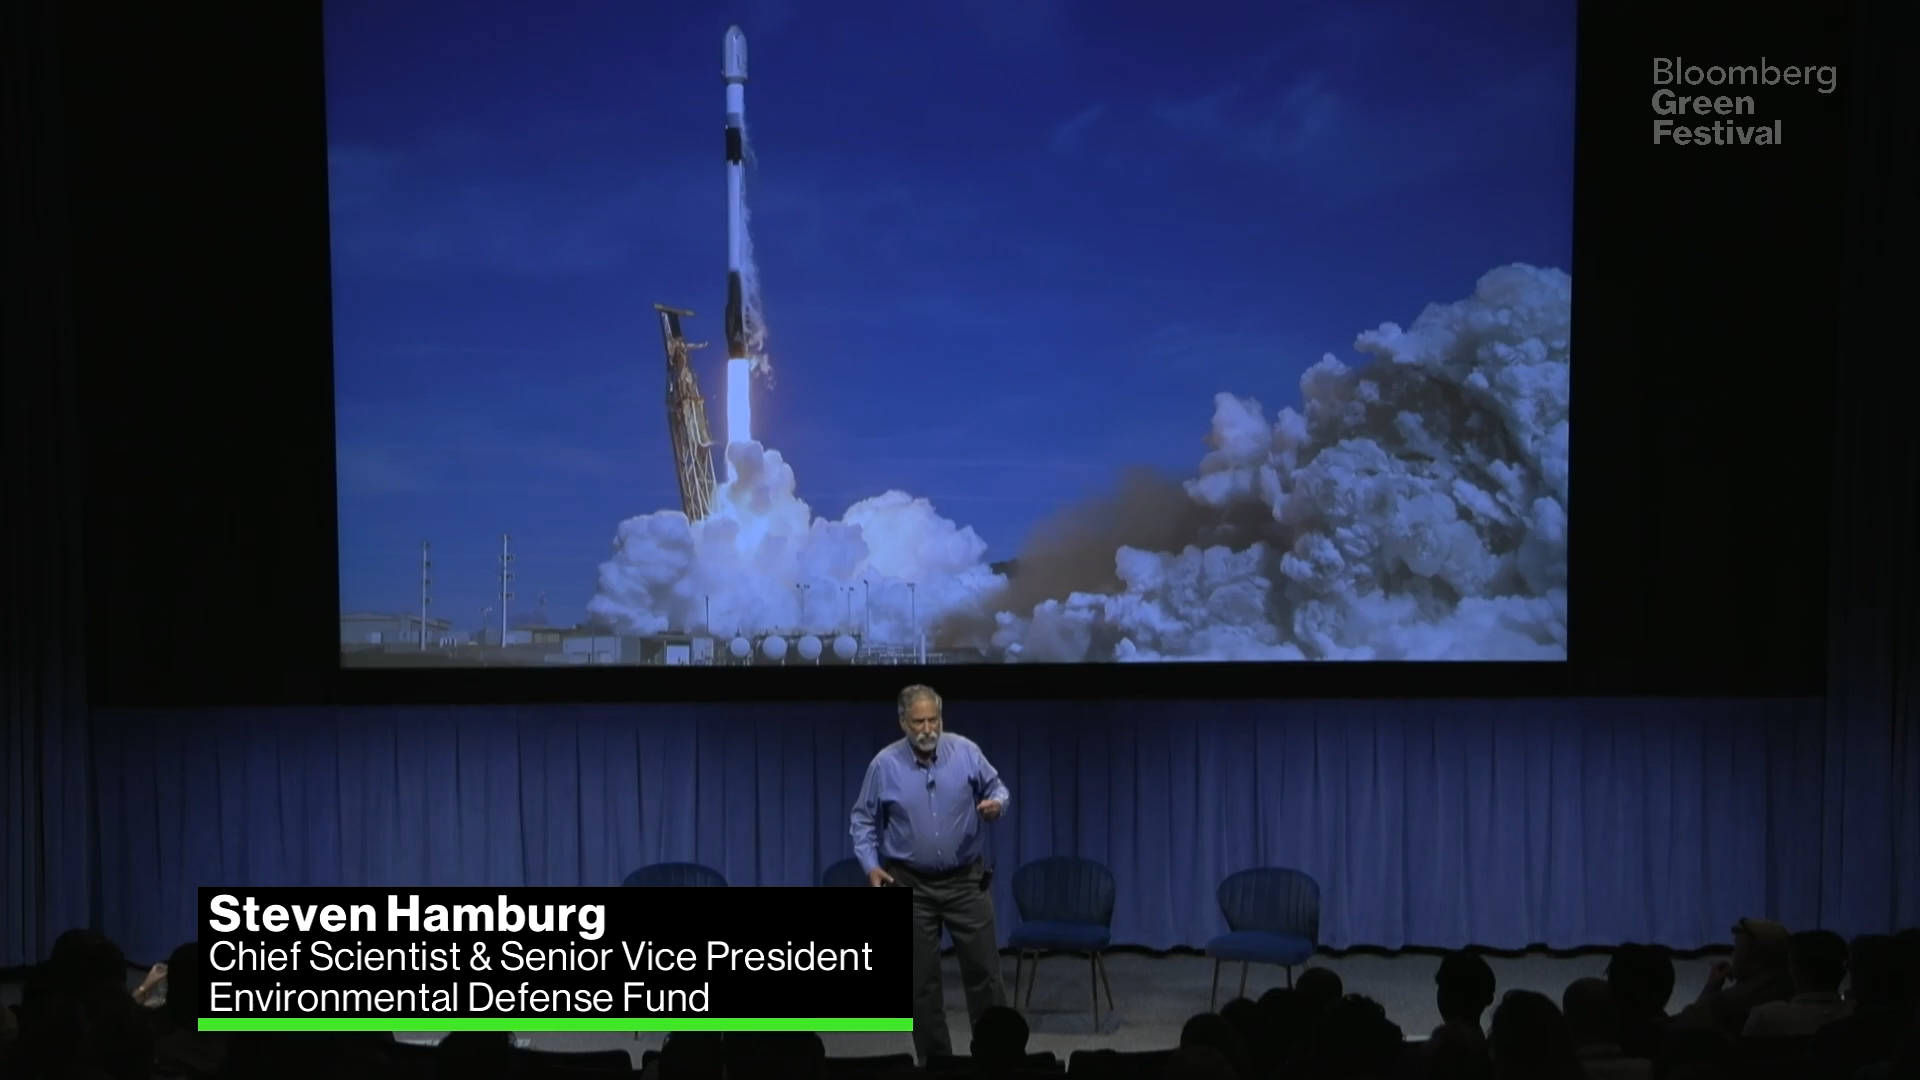 Bloomberg
Green
Festival
Steven Hamburg
Chief Scientist & Senior Vice President
Environmental Defense Fund